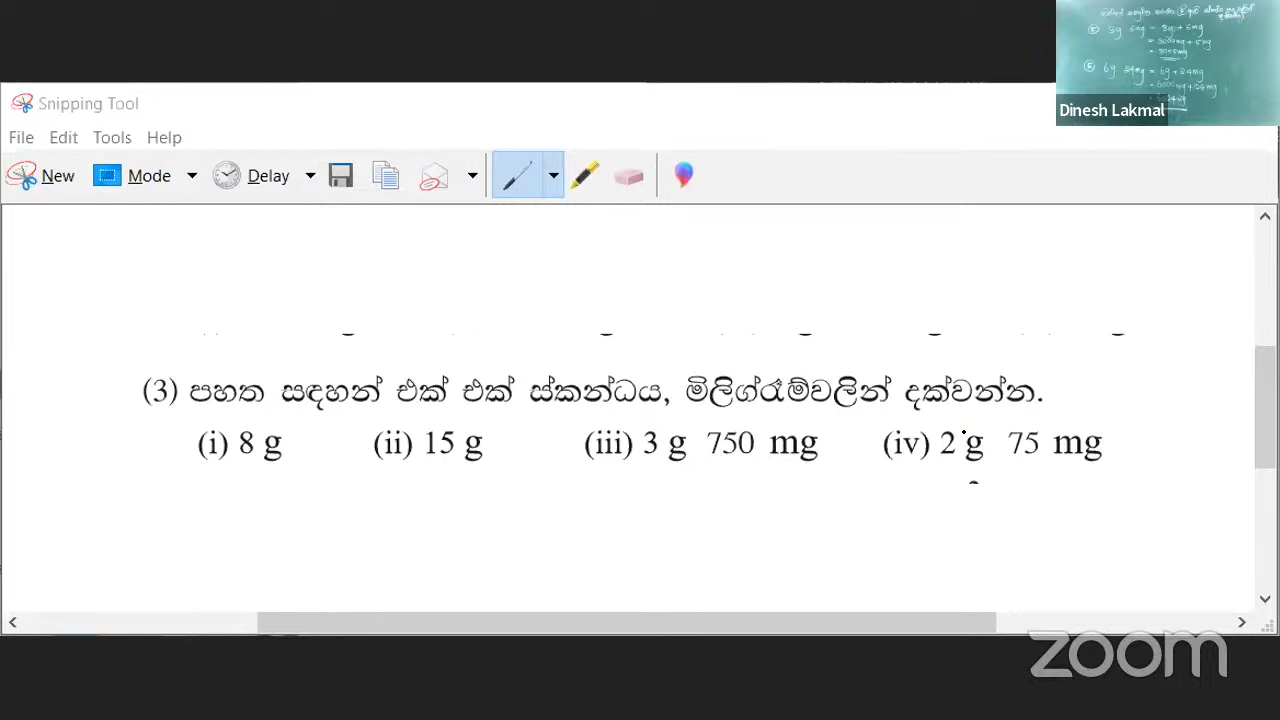 Snipping Tool
File Edit Tools Help
New Mode Delay
Dinesh Lakmal
(3) පහත සඳහන් එක් එක් ස්කන්ධය, මිලිග්රෑම්වලින් දක්වන්න.
(i) 8 g (ii) 15 g (iii) 3 g 750 mg (iv) 2 g 75 mg
zoom